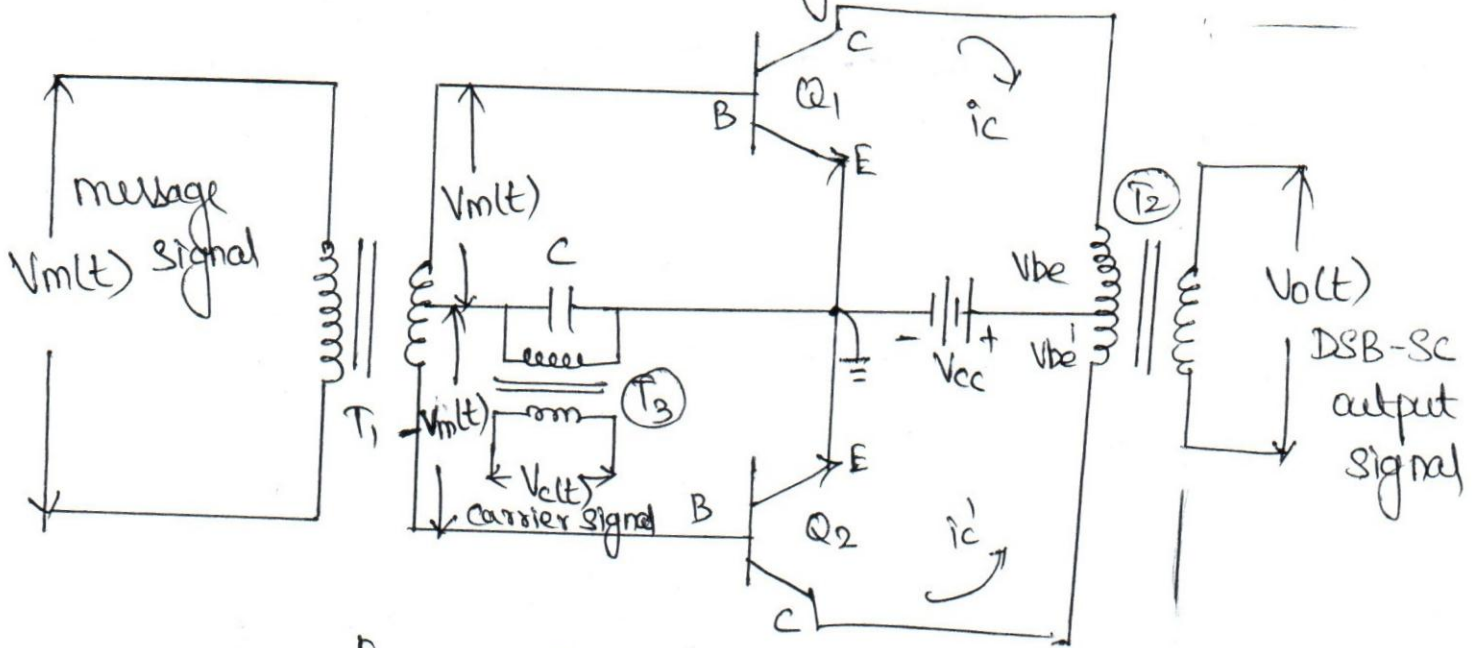 message
signal
Vm(t)
T1
Vm(t)
C
-Vm(t)
T3
Vc(t)
carrier signal
B
Q1
C
E
ic
B
Q2
E
C
ic'
- Vcc +
Vbe
Vbe'
T2
Vo(t)
DSB-SC
output
signal